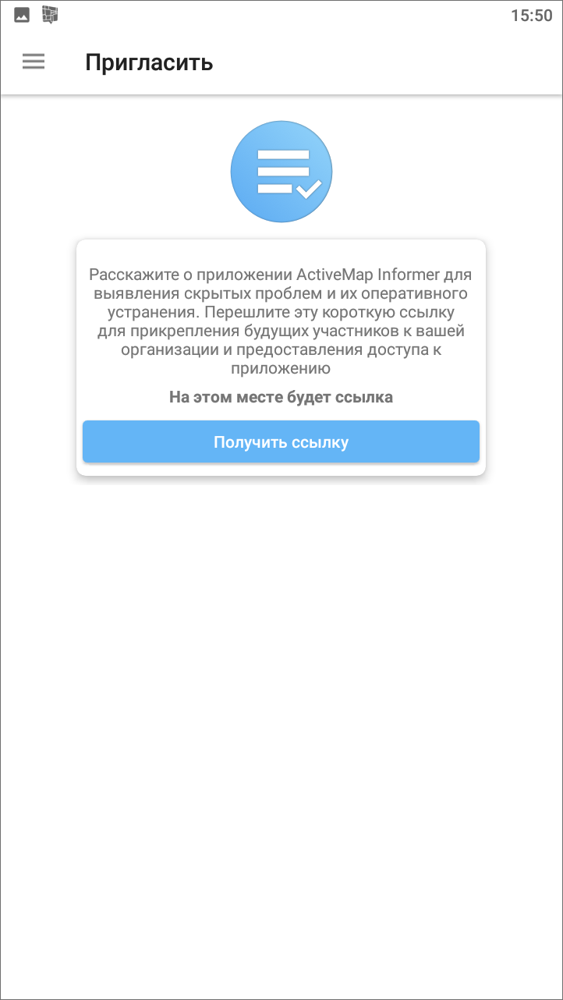 15:50
Пригласить
Расскажите о приложении ActiveMap Informer для
выявления скрытых проблем и их оперативного
устранения. Перешлите эту короткую ссылку
для прикрепления будущих участников к вашей
организации и предоставления доступа к
приложению
На этом месте будет ссылка
Получить ссылку